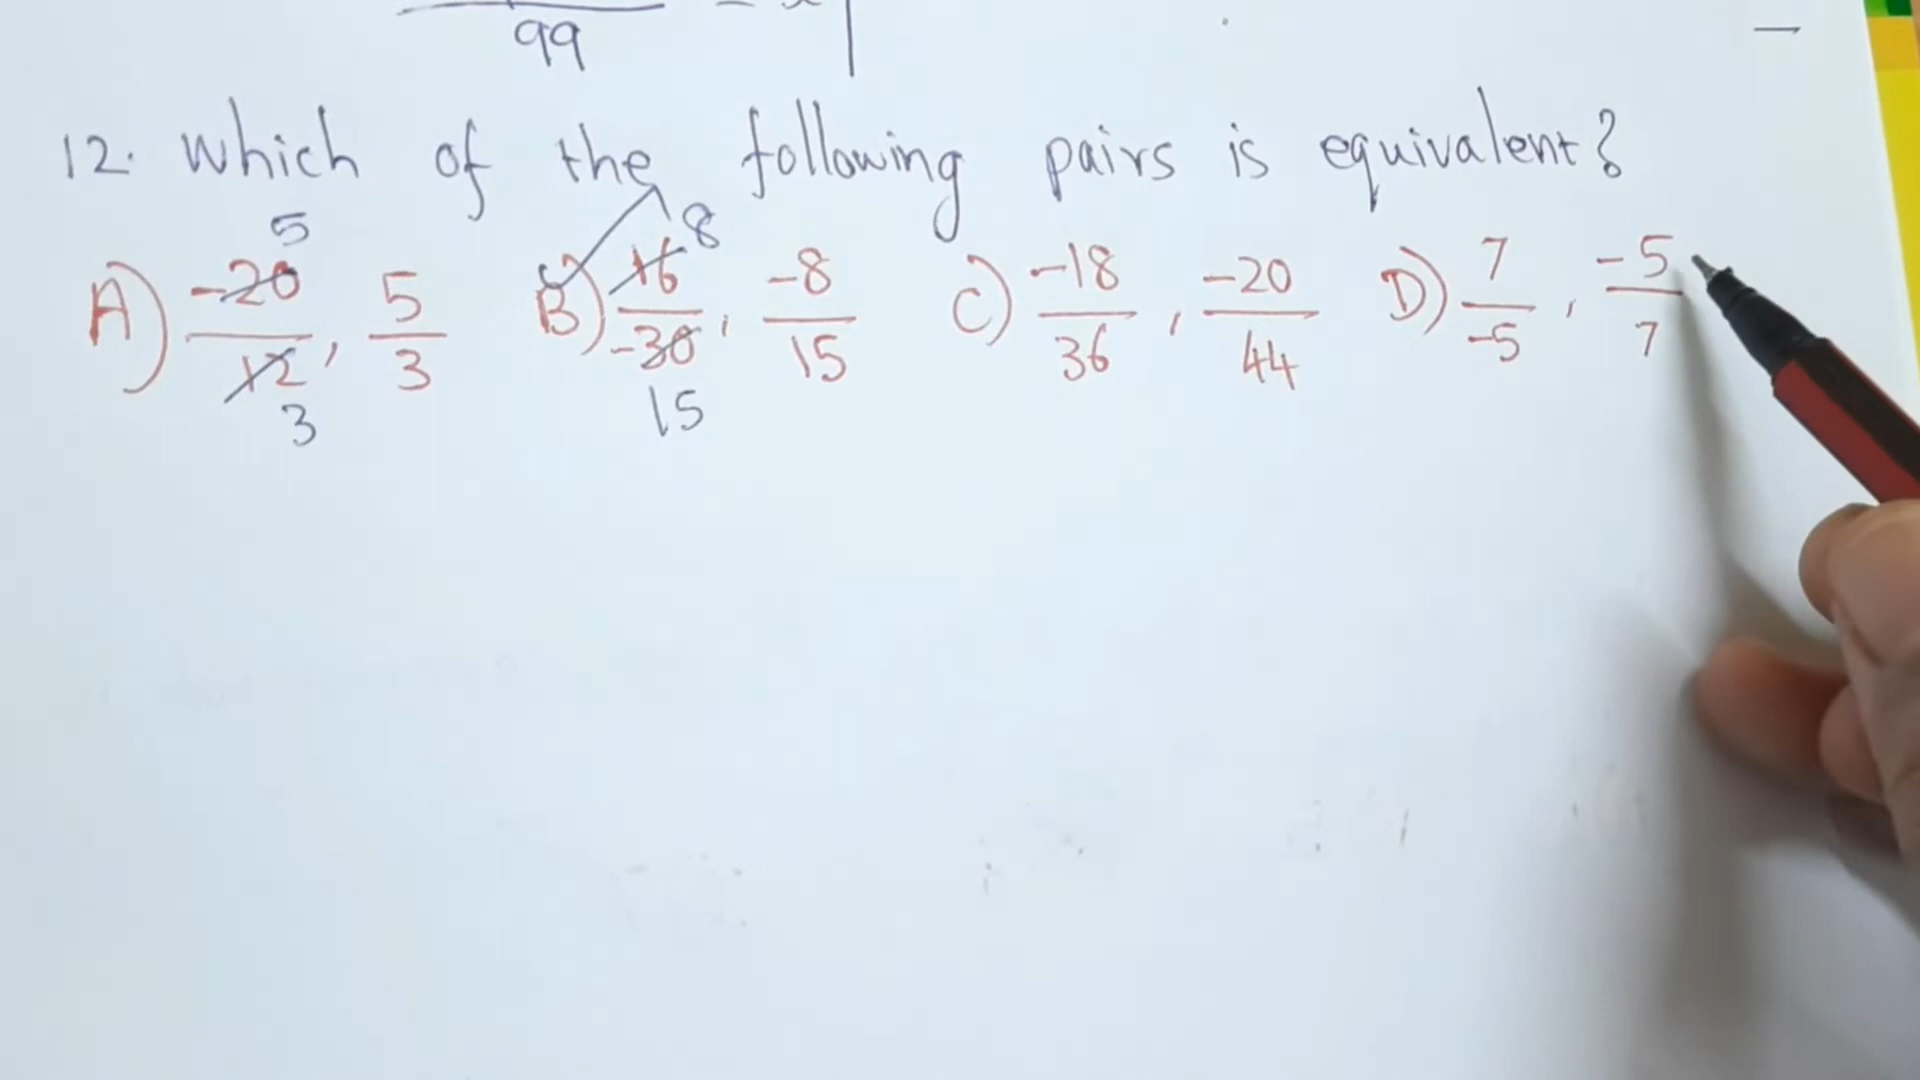 99
12. Which of the following pairs is equivalent?
5 8
A) -20/12, 5/3 B) 16/-30, -8/15 C) -18/36, -20/44 D) 7/-5, -5/7
3 15